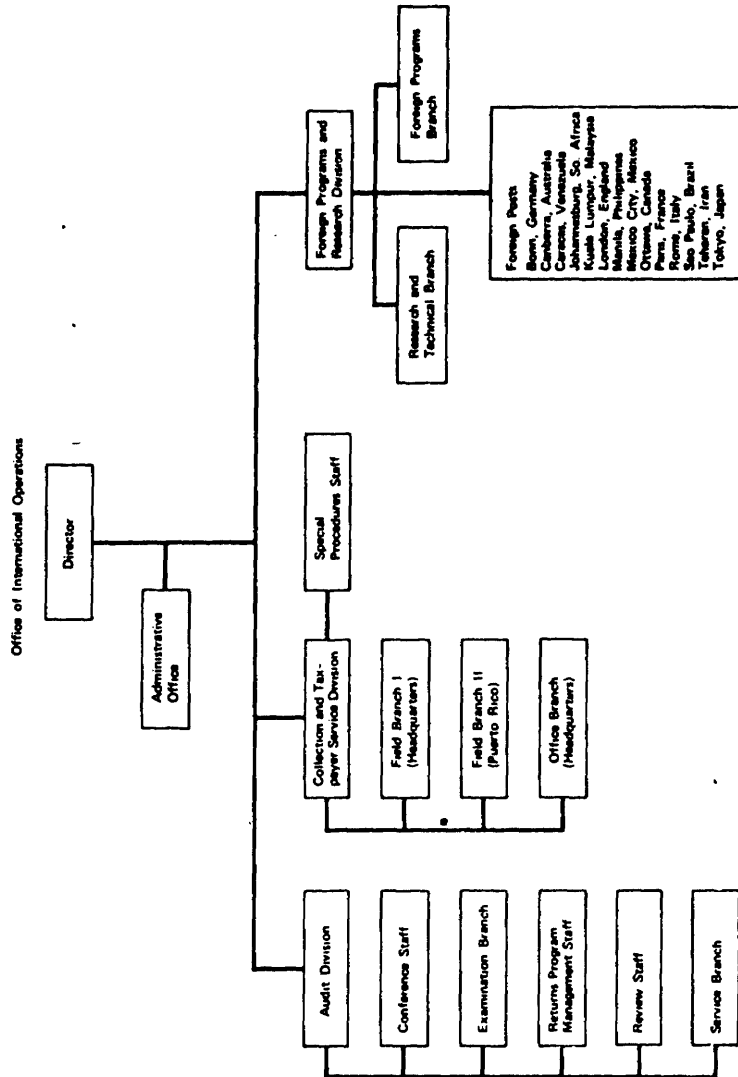 Office of International Operations
Director
Administrative
Office
Audit Division
Conference Staff
Examination Branch
Returns Program
Management Staff
Review Staff
Service Branch
Collection and Tax-
payer Service Division
Special
Procedures Staff
Field Branch I
(Headquarters)
Field Branch II
(Puerto Rico)
Office Branch
(Headquarters)
Foreign Programs and
Research Division
Research and
Technical Branch
Foreign Programs
Branch
Foreign Posts
Bonn, Germany
Canberra, Australia
Caracas, Venezuela
Johannesburg, So. Africa
Kuala Lumpur, Malaysia
London, England
Manila, Philippines
Mexico City, Mexico
Ottawa, Canada
Paris, France
Rome, Italy
Sao Paulo, Brazil
Teheran, Iran
Tokyo, Japan